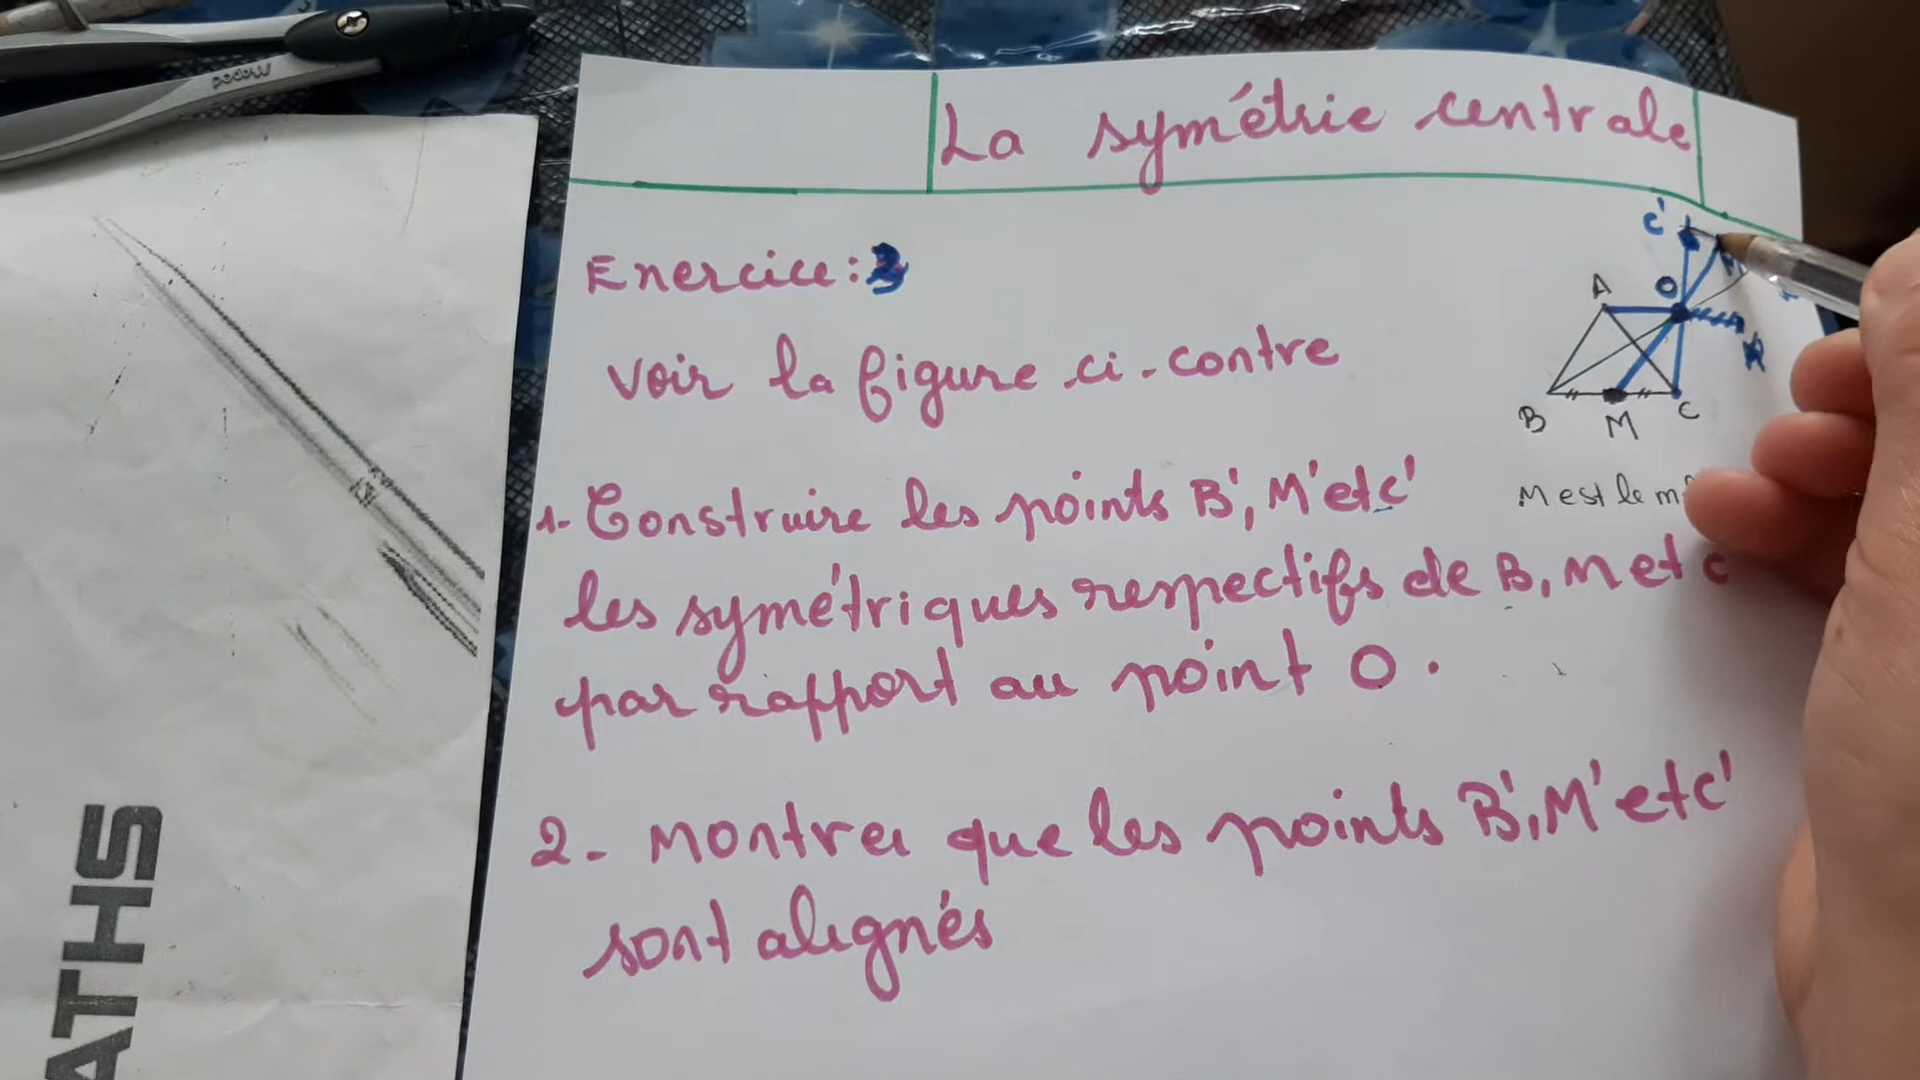 Maped
La symétrie centrale
Exercice: 3
Voir la figure ci-contre
C'
A
O
B
M
C
M est le
1- Construire les points B', M' et C'
les symétriques respectifs de B, M et C
par rapport au point O.
2- Montrer que les points B', M' et C'
sont alignés
MATHS